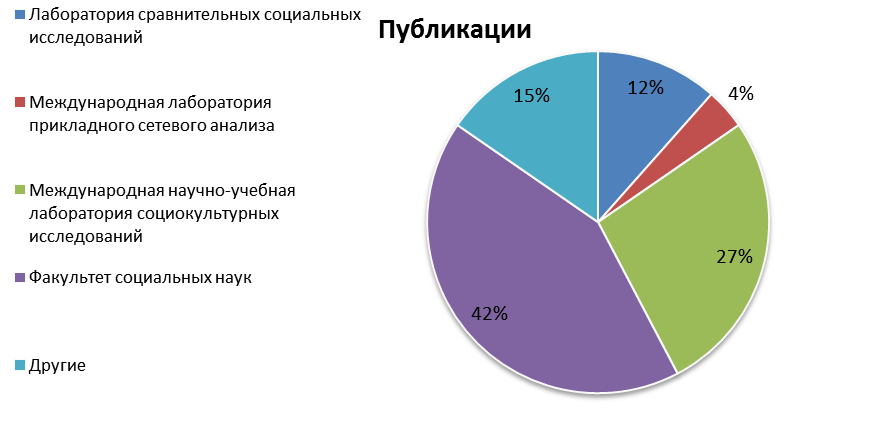 Публикации
Лаборатория сравнительных социальных
исследований
Международная лаборатория
прикладного сетевого анализа
Международная научно-учебная
лаборатория социокультурных
исследований
Факультет социальных наук
Другие
12%
4%
27%
42%
15%